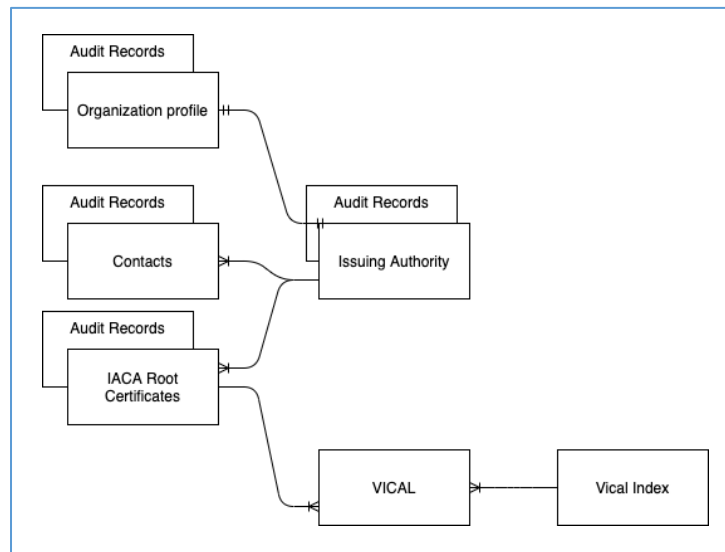 Audit Records
Organization profile
Audit Records
Contacts
Audit Records
Issuing Authority
Audit Records
IACA Root
Certificates
VICAL
Vical Index